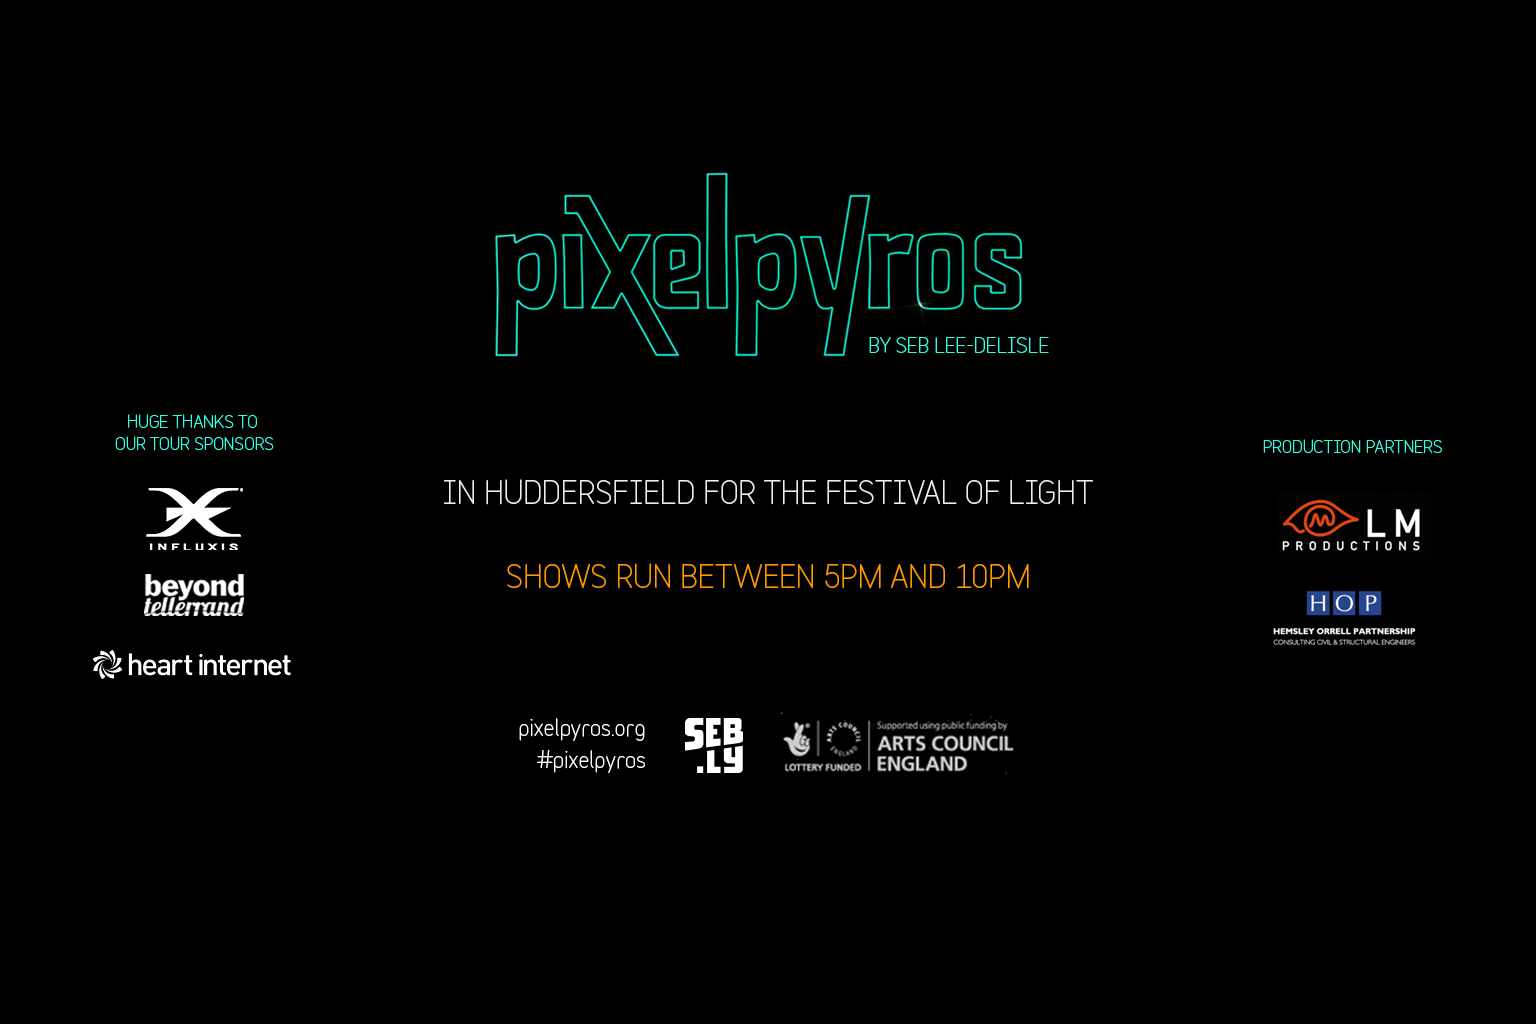 pixelpyros
BY SEB LEE-DELISLE
HUGE THANKS TO
OUR TOUR SPONSORS
INFLUXIS
beyond
tellerrand
heart internet
IN HUDDERSFIELD FOR THE FESTIVAL OF LIGHT
SHOWS RUN BETWEEN 5PM AND 10PM
PRODUCTION PARTNERS
LM
PRODUCTIONS
HOP
HEMSLEY ORRELL PARTNERSHIP
CONSULTING CIVIL & STRUCTURAL ENGINEERS
pixelpyros.org
#pixelpyros
SEB
.LY
LOTTERY FUNDED
ARTS COUNCIL
ENGLAND
Supported using public funding by
ARTS COUNCIL
ENGLAND